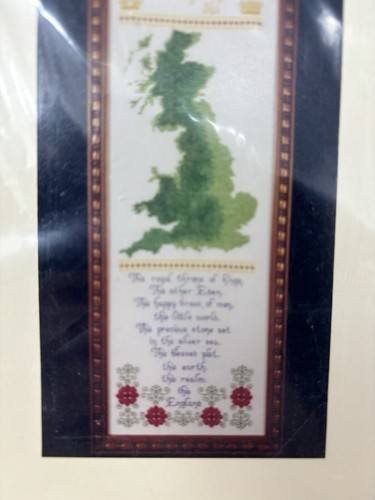 This royal throne of kings,
This other Eden,
This happy breed of men,
this little world,
This precious stone set
in the silver sea,
This blessed plot,
this earth,
this realm,
this
England